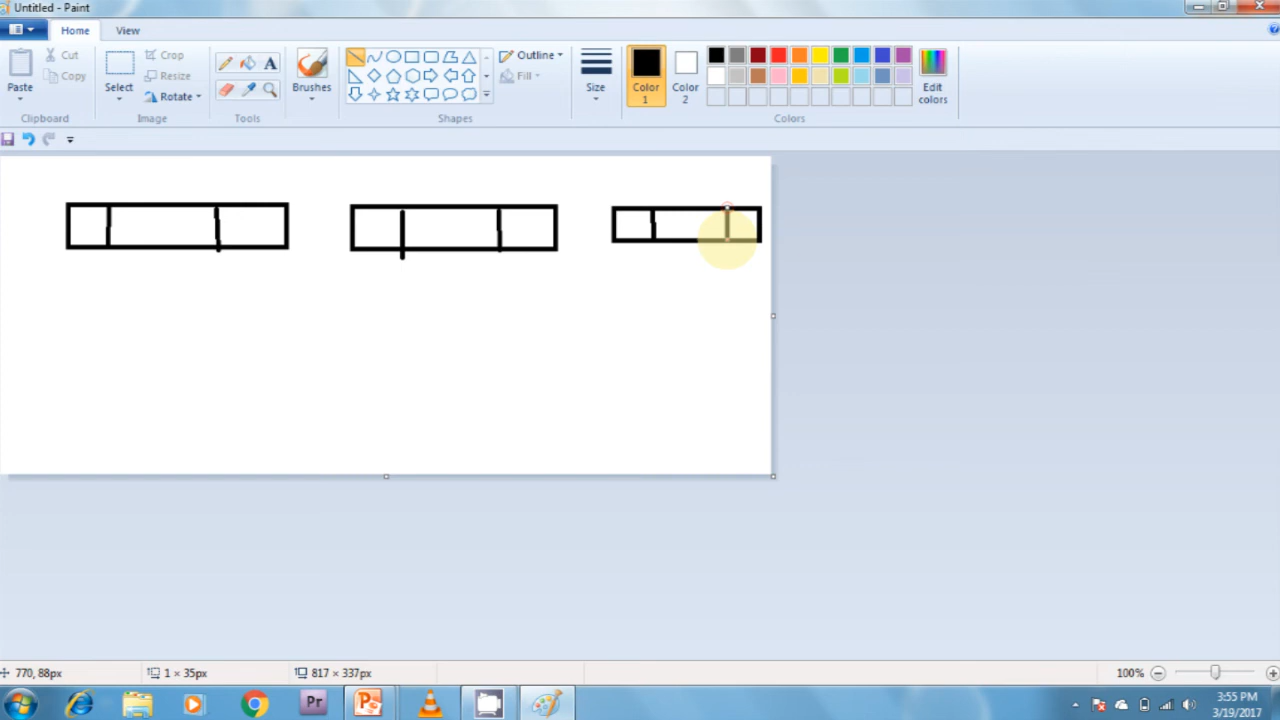 Untitled - Paint
Home View
Paste
Cut
Copy
Clipboard
Select
Crop
Resize
Rotate
Image
Tools
Brushes
Shapes
Outline
Fill
Size
Color 1
Color 2
Edit colors
Colors
770, 88px
1 × 35px
817 × 337px
100%
Pr
P
3:55 PM
3/19/2017